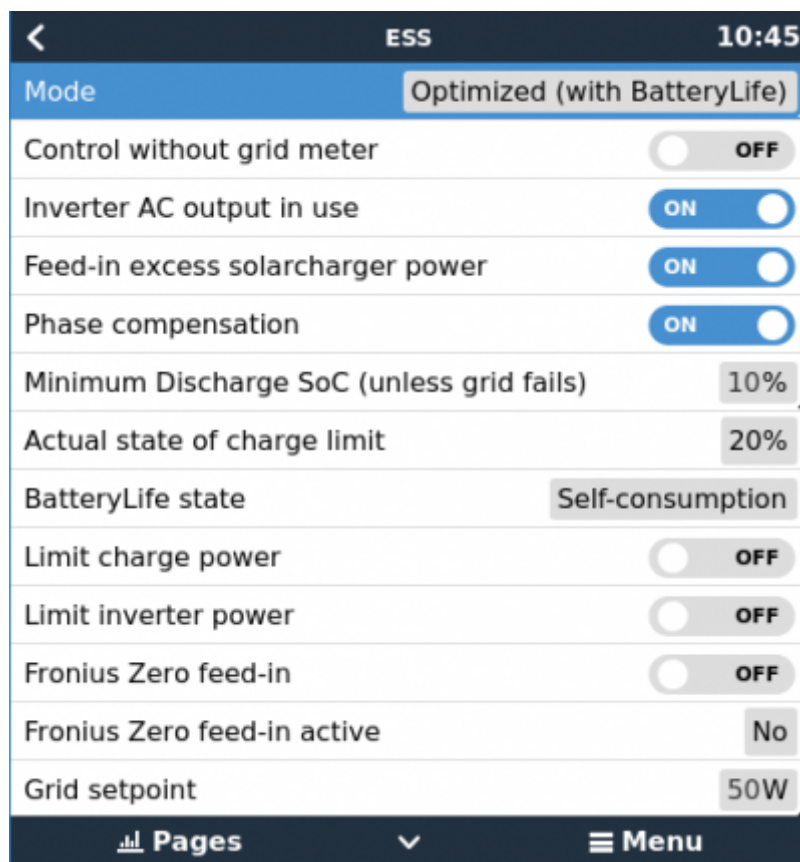 ESS 10:45
Mode Optimized (with BatteryLife)
Control without grid meter OFF
Inverter AC output in use ON
Feed-in excess solarcharger power ON
Phase compensation ON
Minimum Discharge SoC (unless grid fails) 10%
Actual state of charge limit 20%
BatteryLife state Self-consumption
Limit charge power OFF
Limit inverter power OFF
Fronius Zero feed-in OFF
Fronius Zero feed-in active No
Grid setpoint 50W
Pages Menu